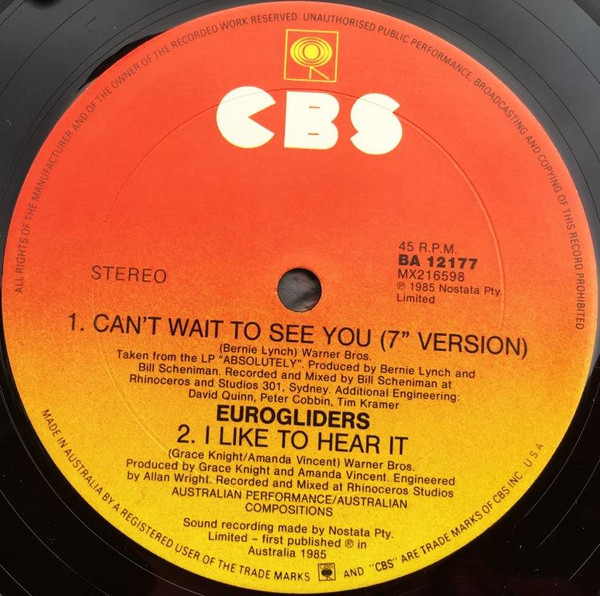 ALL RIGHTS OF THE MANUFACTURER AND OF THE OWNER OF THE RECORDED WORK RESERVED. UNAUTHORISED PUBLIC PERFORMANCE, BROADCASTING AND COPYING OF THIS RECORD PROHIBITED
CBS
STEREO
45 R.P.M.
BA 12177
MX216598
℗ 1985 Nostata Pty.
Limited
1. CAN'T WAIT TO SEE YOU (7" VERSION)
(Bernie Lynch) Warner Bros.
Taken from the LP "ABSOLUTELY". Produced by Bernie Lynch and
Bill Scheniman. Recorded and Mixed by Bill Scheniman at
Rhinoceros and Studios 301, Sydney. Additional Engineering:
David Quinn, Peter Cobbin, Tim Kramer
EUROGLIDERS
2. I LIKE TO HEAR IT
(Grace Knight/Amanda Vincent) Warner Bros.
Produced by Grace Knight and Amanda Vincent. Engineered
by Allan Wright. Recorded and Mixed at Rhinoceros Studios
AUSTRALIAN PERFORMANCE/AUSTRALIAN
COMPOSITIONS
Sound recording made by Nostata Pty.
Limited – first published ℗ in
Australia 1985
MADE IN AUSTRALIA BY A REGISTERED USER OF THE TRADE MARKS AND "CBS" ARE TRADE MARKS OF CBS INC. U S A